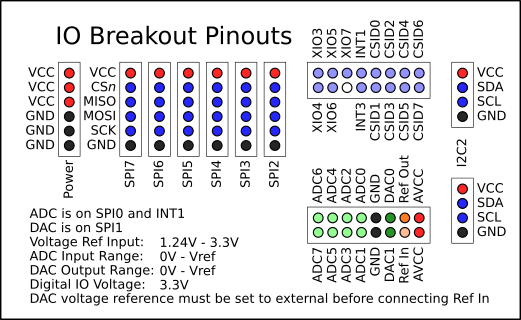 IO Breakout Pinouts
XIO3
XIO5
XIO7
INT1
CSID0
CSID2
CSID4
CSID6
XIO4
XIO6
INT3
CSID1
CSID3
CSID5
CSID7
VCC
VCC
VCC
GND
GND
GND
Power
VCC
CSn
MISO
MOSI
SCK
GND
SPI7
SPI6
SPI5
SPI4
SPI3
SPI2
VCC
SDA
SCL
GND
I2C2
VCC
SDA
SCL
GND
ADC6
ADC4
ADC2
ADC0
GND
DAC0
Ref Out
AVCC
ADC7
ADC5
ADC3
ADC1
GND
DAC1
Ref In
AVCC
ADC is on SPI0 and INT1
DAC is on SPI1
Voltage Ref Input: 1.24V - 3.3V
ADC Input Range: 0V - Vref
DAC Output Range: 0V - Vref
Digital IO Voltage: 3.3V
DAC voltage reference must be set to external before connecting Ref In